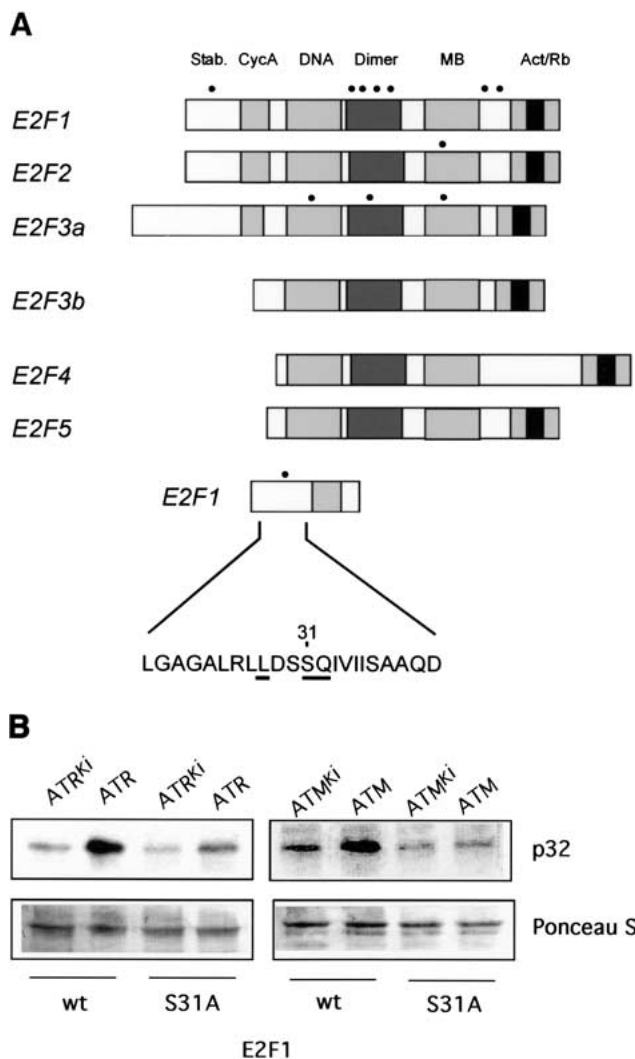 A
Stab. CycA DNA Dimer MB Act/Rb
E2F1
E2F2
E2F3a
E2F3b
E2F4
E2F5
E2F1
31
LGAGALRLLDSSQIVIISAAQD
B
ATRKi ATR ATRKi ATR ATMKi ATM ATMKi ATM
p32
Ponceau S
wt S31A wt S31A
E2F1